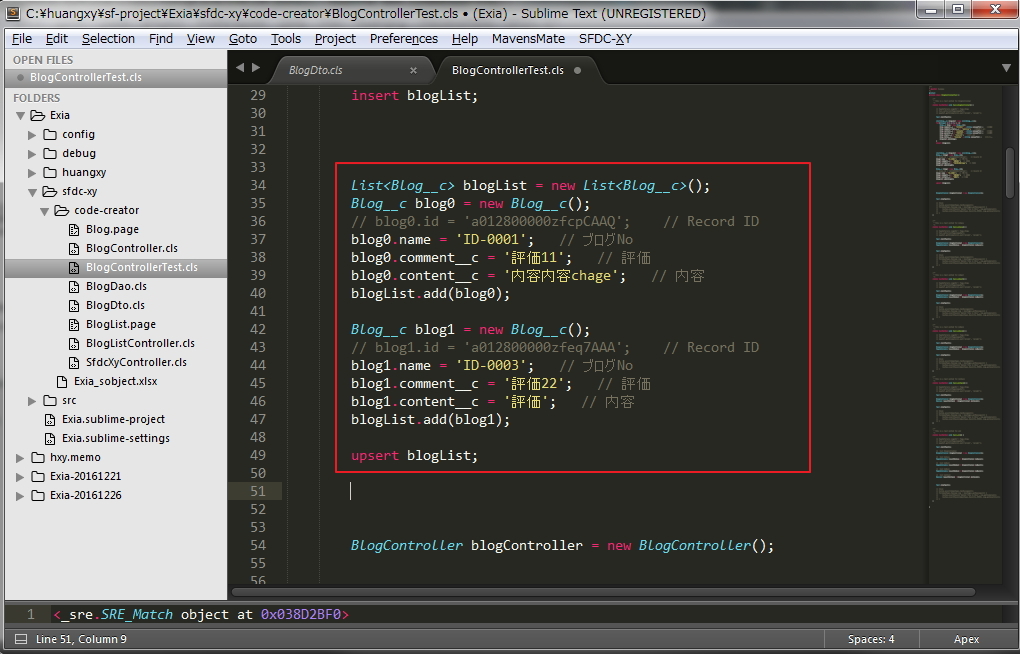 C:¥huangxy¥sf-project¥Exia¥sfdc-xy¥code-creator¥BlogControllerTest.cls • (Exia) - Sublime Text (UNREGISTERED)
File Edit Selection Find View Goto Tools Project Preferences Help MavensMate SFDC-XY
OPEN FILES
BlogControllerTest.cls
FOLDERS
Exia
config
debug
huangxy
sfdc-xy
code-creator
Blog.page
BlogController.cls
BlogControllerTest.cls
BlogDao.cls
BlogDto.cls
BlogList.page
BlogListController.cls
SfdcXyController.cls
Exia_sobject.xlsx
src
Exia.sublime-project
Exia.sublime-settings
hxy.memo
Exia-20161221
Exia-20161226
BlogDto.cls × BlogControllerTest.cls
29 insert blogList;
30
31
32
33
34 List<Blog__c> blogList = new List<Blog__c>();
35 Blog__c blog0 = new Blog__c();
36 // blog0.id = 'a012800000zfcpCAAQ'; // Record ID
37 blog0.name = 'ID-0001'; // ブログNo
38 blog0.comment__c = '評価11'; // 評価
39 blog0.content__c = '内容内容chage'; // 内容
40 blogList.add(blog0);
41
42 Blog__c blog1 = new Blog__c();
43 // blog1.id = 'a012800000zfeq7AAA'; // Record ID
44 blog1.name = 'ID-0003'; // ブログNo
45 blog1.comment__c = '評価22'; // 評価
46 blog1.content__c = '評価'; // 内容
47 blogList.add(blog1);
48
49 upsert blogList;
50
51
52
53
54 BlogController blogController = new BlogController();
55
56
1 <_sre.SRE_Match object at 0x038D2BF0>
Line 51, Column 9 Spaces: 4 Apex